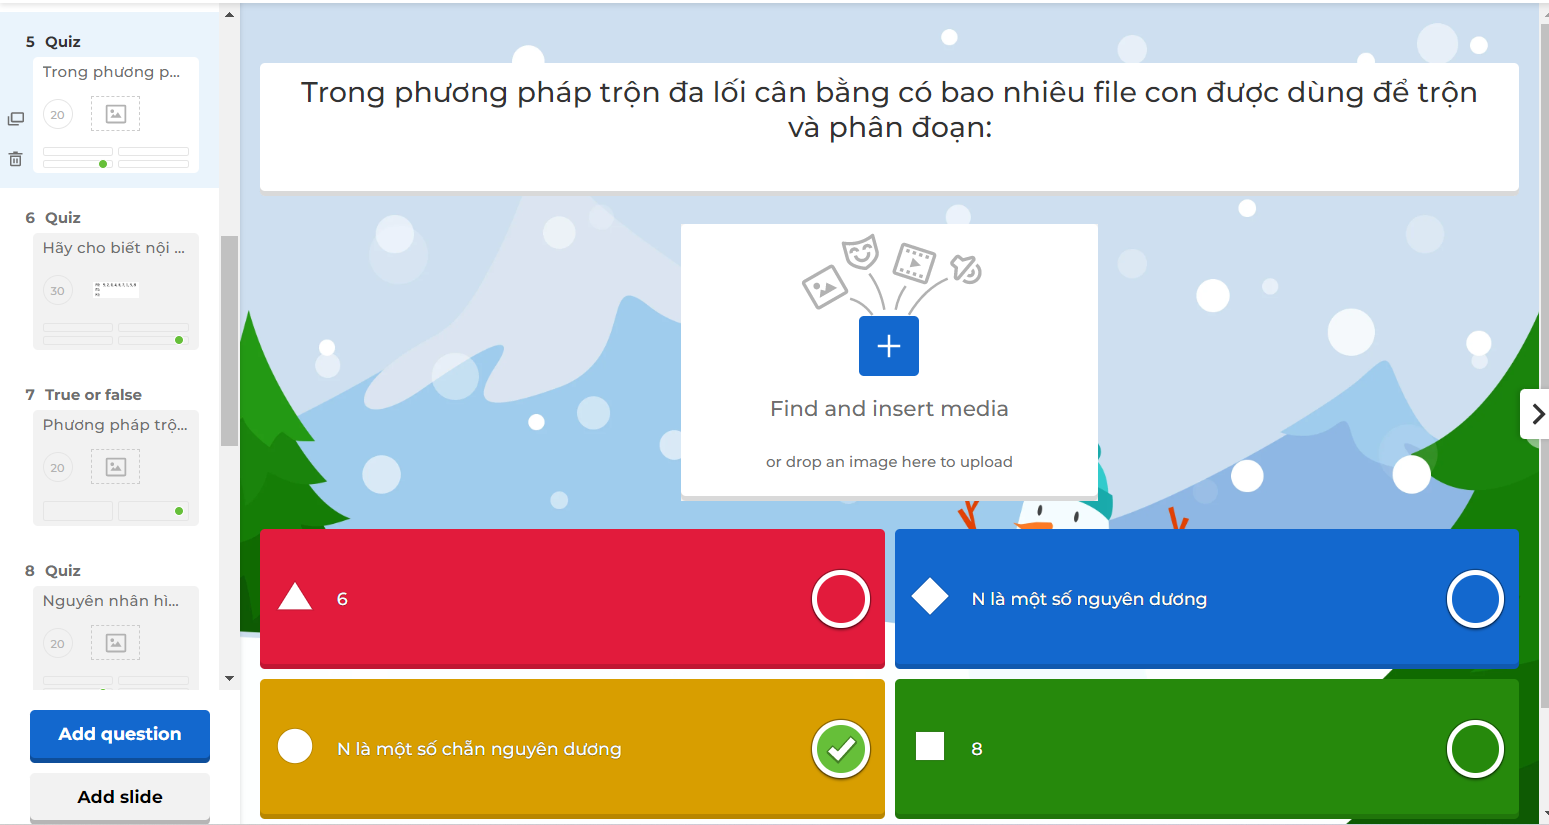 5 Quiz
Trong phương p...
20
6 Quiz
Hãy cho biết nội ...
30
7 True or false
Phương pháp trộ...
20
8 Quiz
Nguyên nhân hì...
20
Add question
Add slide
Trong phương pháp trộn đa lối cân bằng có bao nhiêu file con được dùng để trộn
và phân đoạn:
Find and insert media
or drop an image here to upload
6
N là một số nguyên dương
N là một số chẵn nguyên dương
8